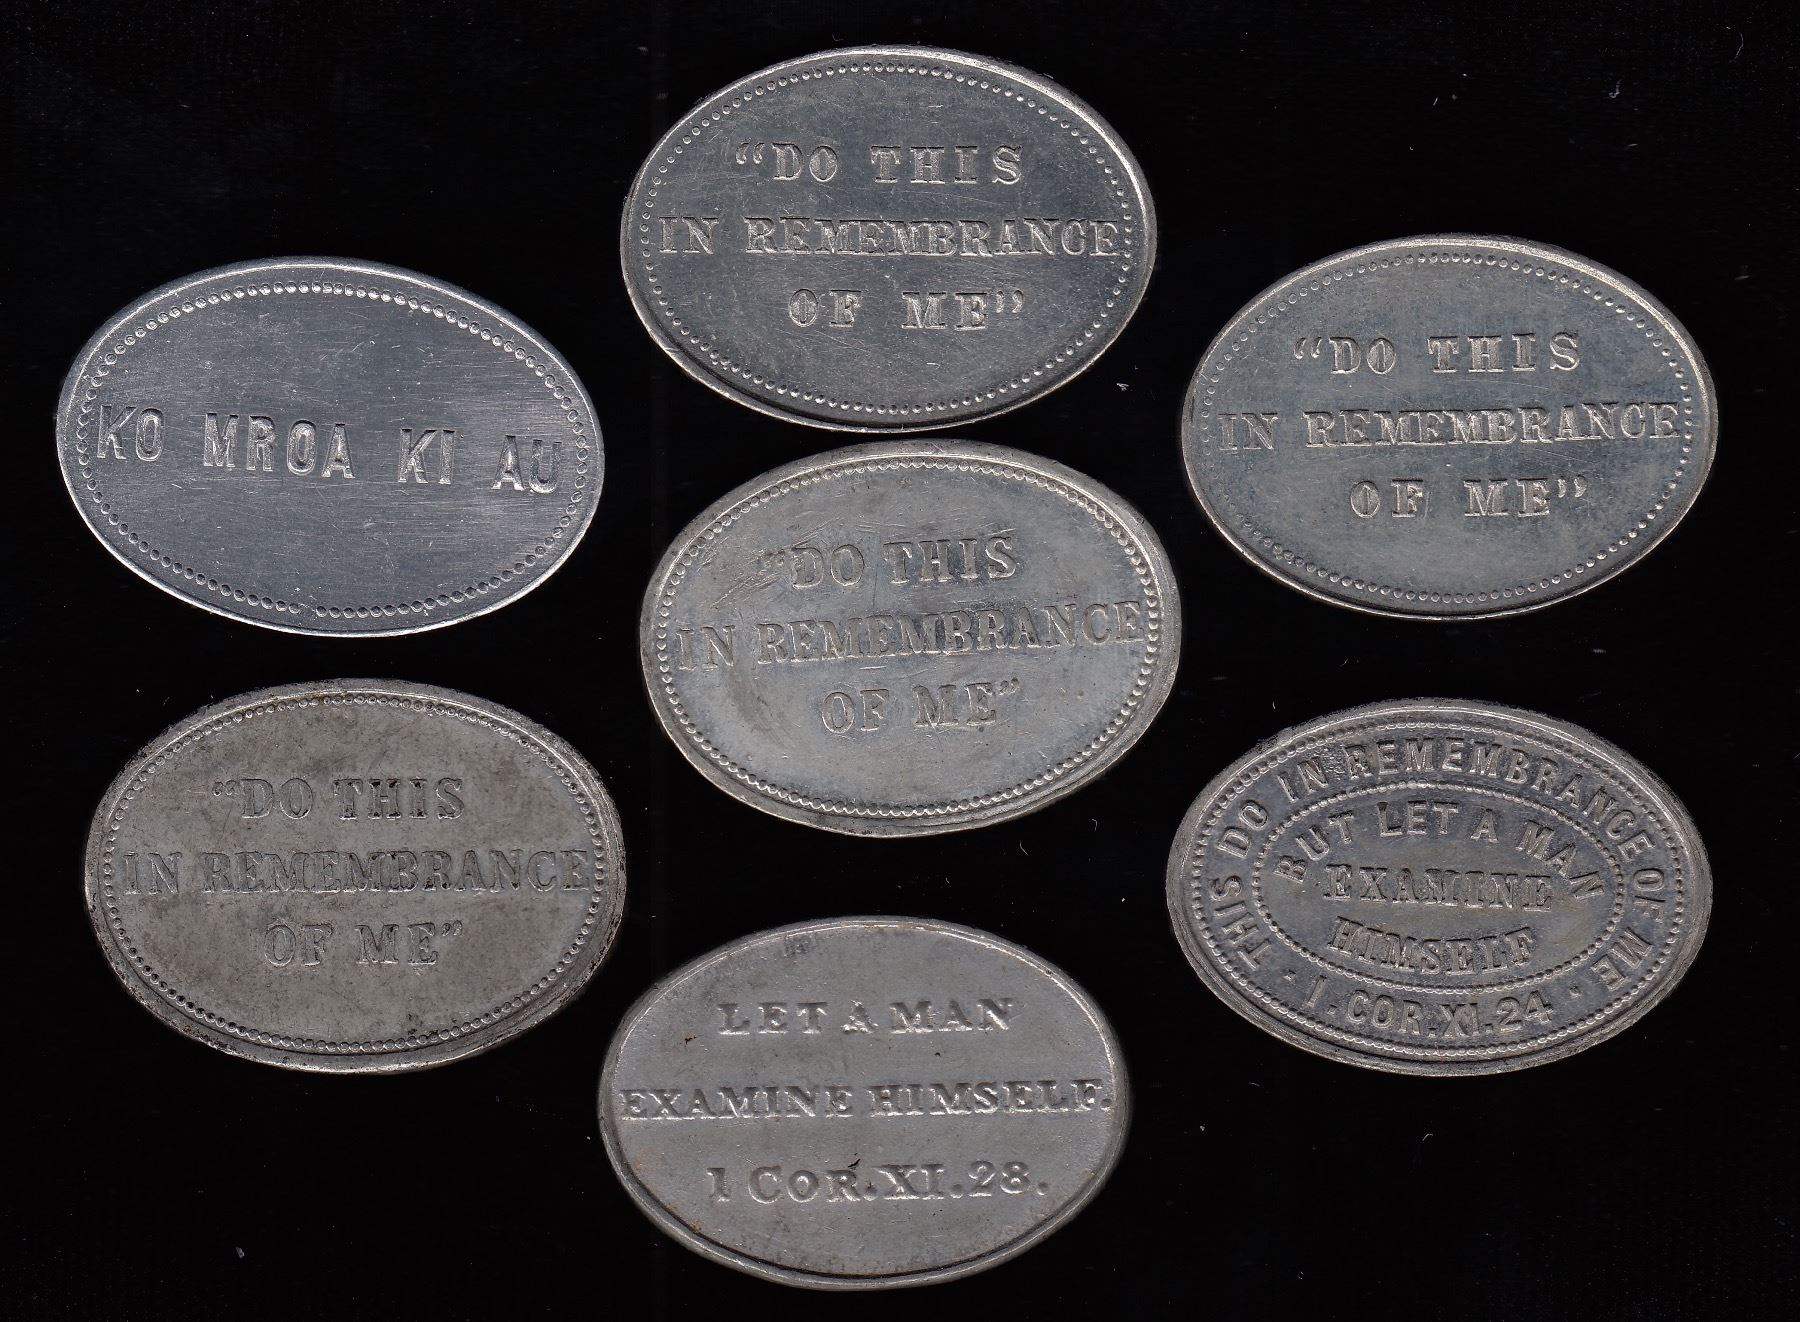 "DO THIS
IN REMEMBRANCE
OF ME"
KO MROA KI AU
"DO THIS
IN REMEMBRANCE
OF ME"
"DO THIS
IN REMEMBRANCE
OF ME"
"DO THIS
IN REMEMBRANCE
OF ME"
THIS DO IN REMEMBRANCE OF ME
BUT LET A MAN
EXAMINE
HIMSELF
· I. COR. XI. 24 ·
LET A MAN
EXAMINE HIMSELF.
1 COR. XI. 28.